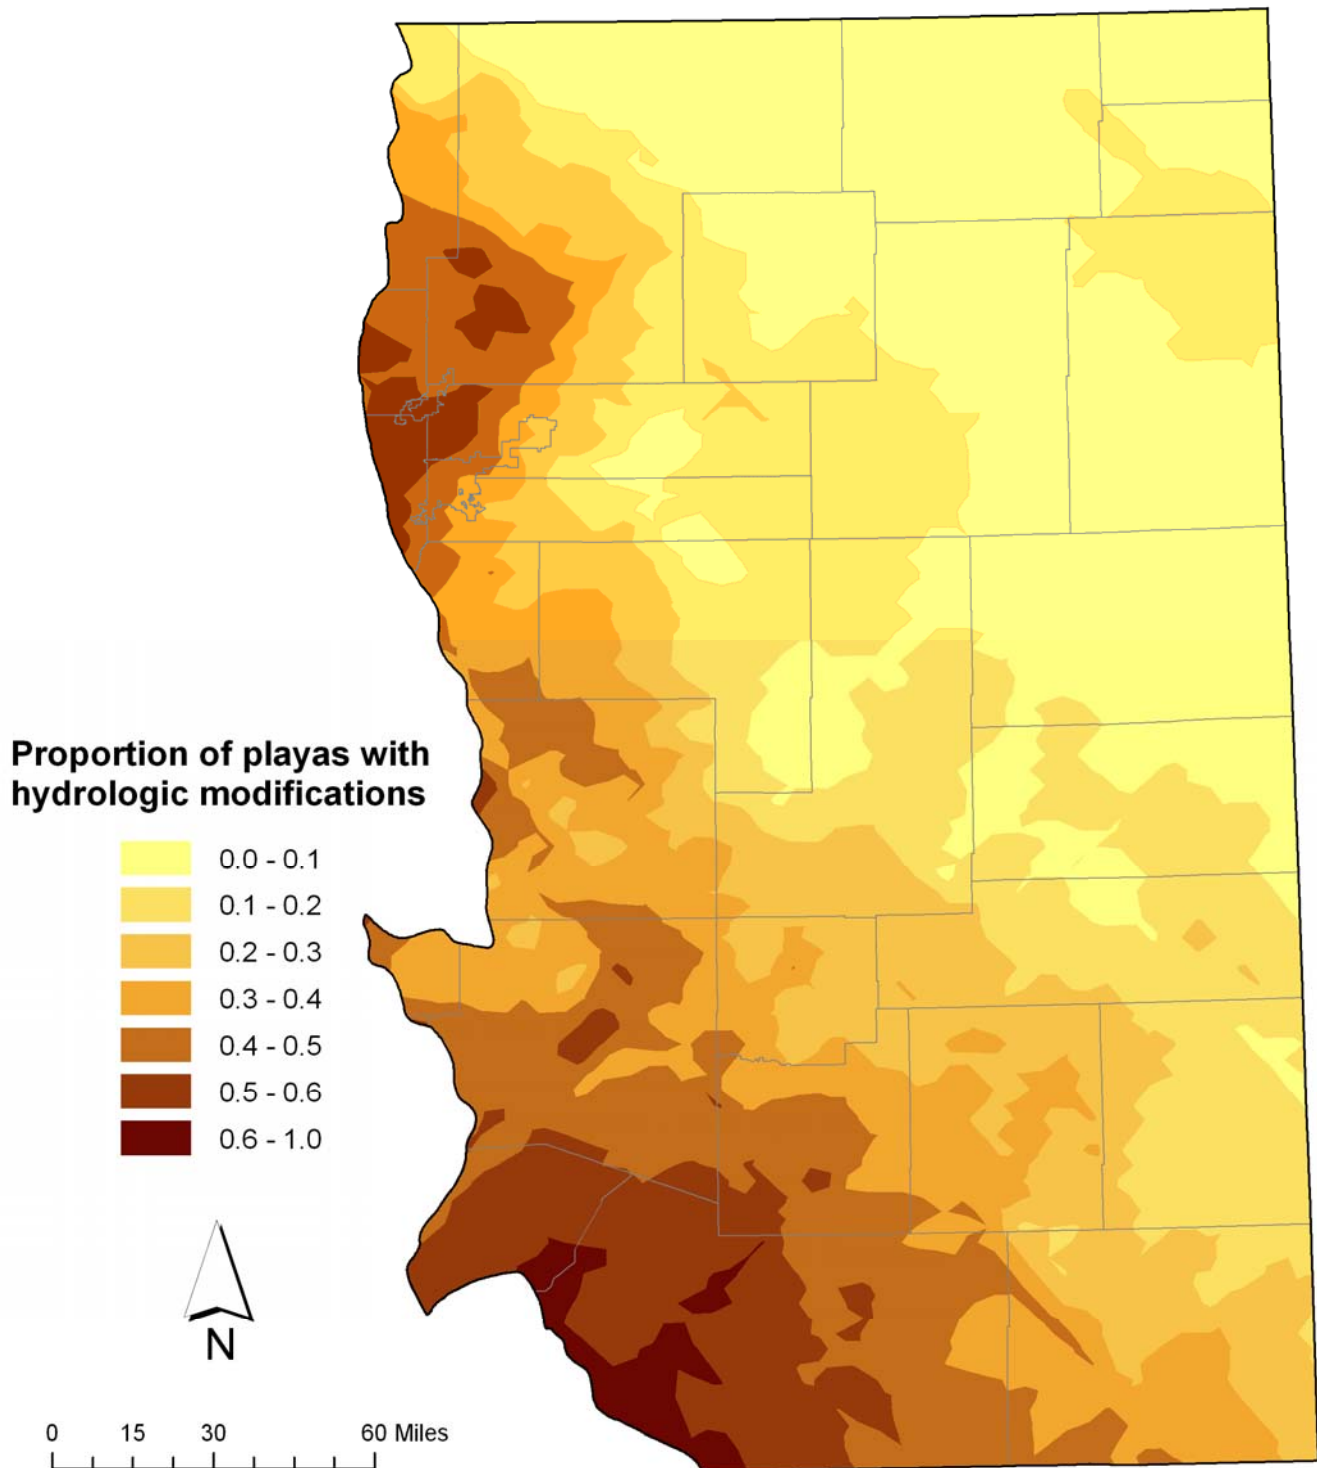 Proportion of playas with
hydrologic modifications
0.0 - 0.1
0.1 - 0.2
0.2 - 0.3
0.3 - 0.4
0.4 - 0.5
0.5 - 0.6
0.6 - 1.0
N
0 15 30 60 Miles